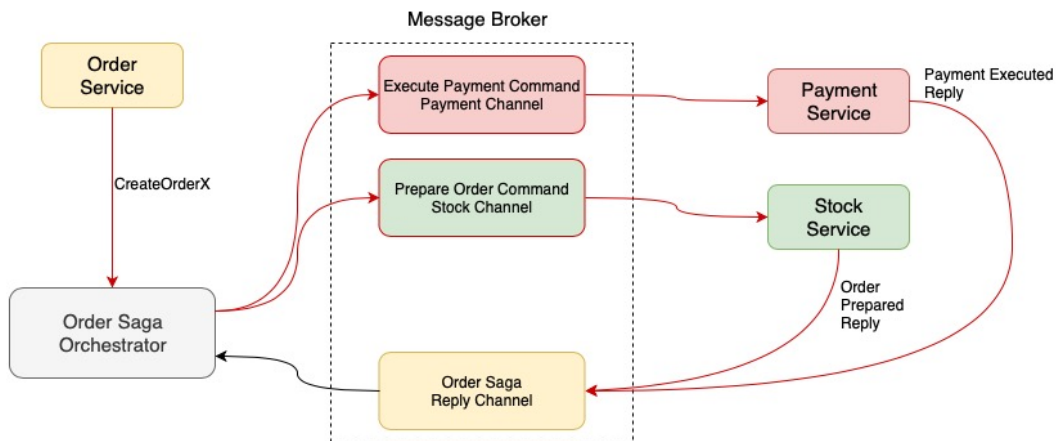 Message Broker
Order
Service
Execute Payment Command
Payment Channel
Payment
Service
Payment Executed
Reply
CreateOrderX
Prepare Order Command
Stock Channel
Stock
Service
Order
Prepared
Reply
Order Saga
Orchestrator
Order Saga
Reply Channel